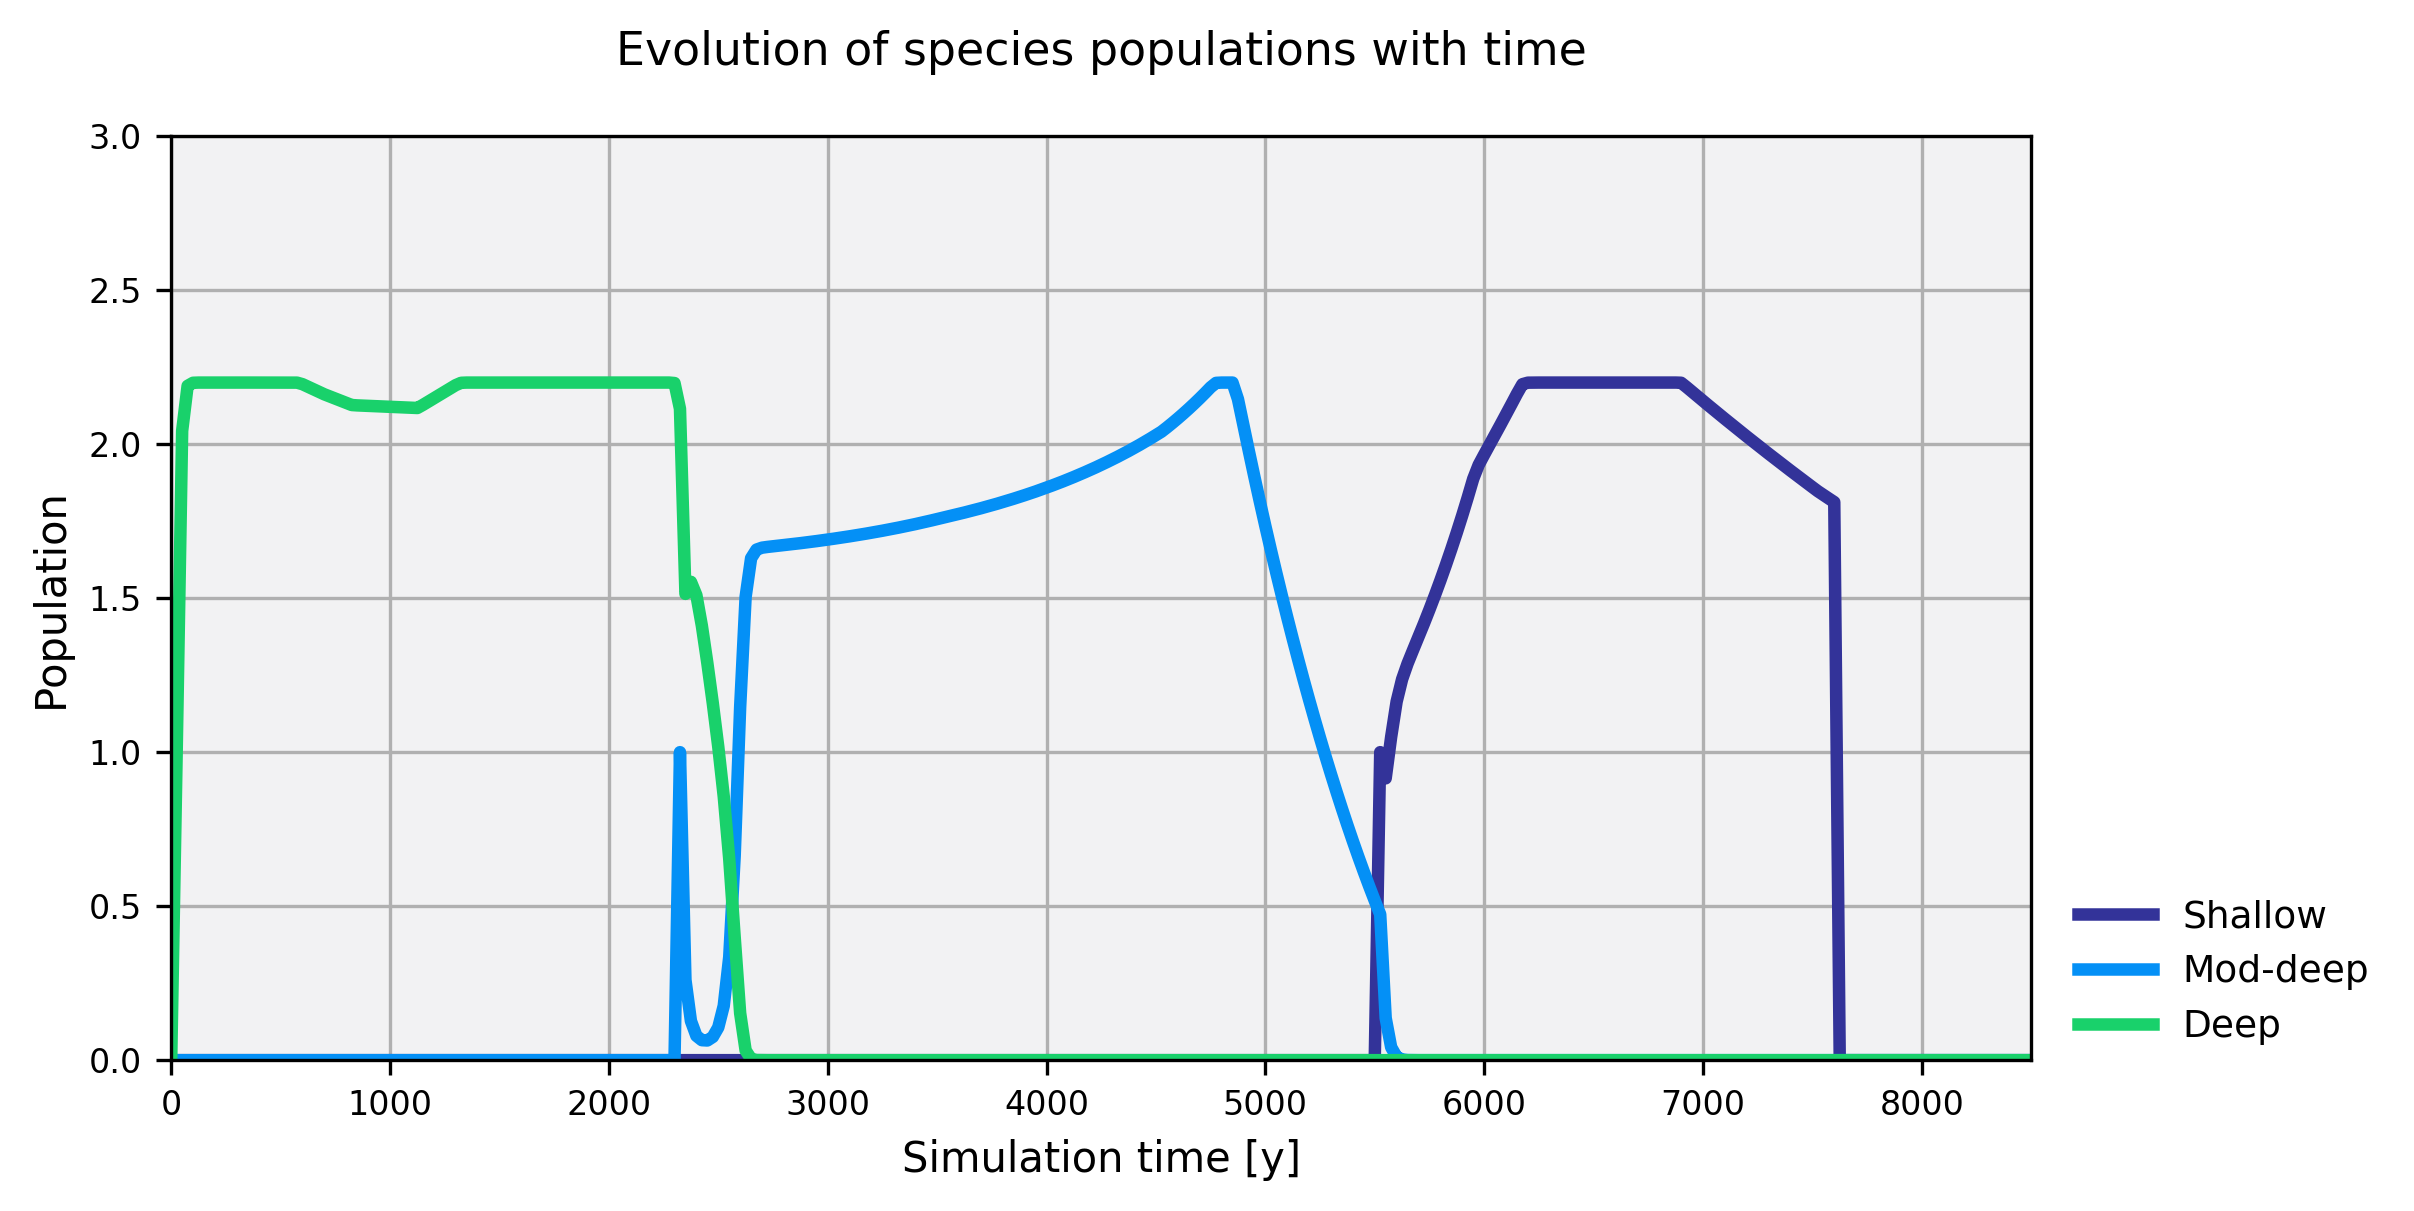 Evolution of species populations with time
3.0
2.5
2.0
1.5
1.0
0.5
0.0
Population
0 1000 2000 3000 4000 5000 6000 7000 8000
Simulation time [y]
Shallow
Mod-deep
Deep